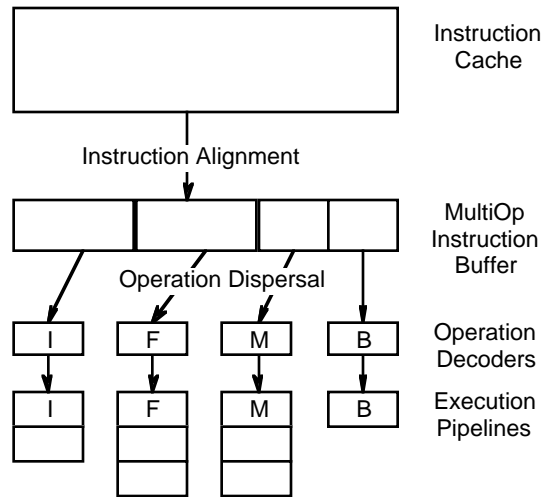 Instruction
Cache
Instruction Alignment
MultiOp
Instruction
Buffer
Operation Dispersal
I F M B
Operation
Decoders
I F M B
Execution
Pipelines